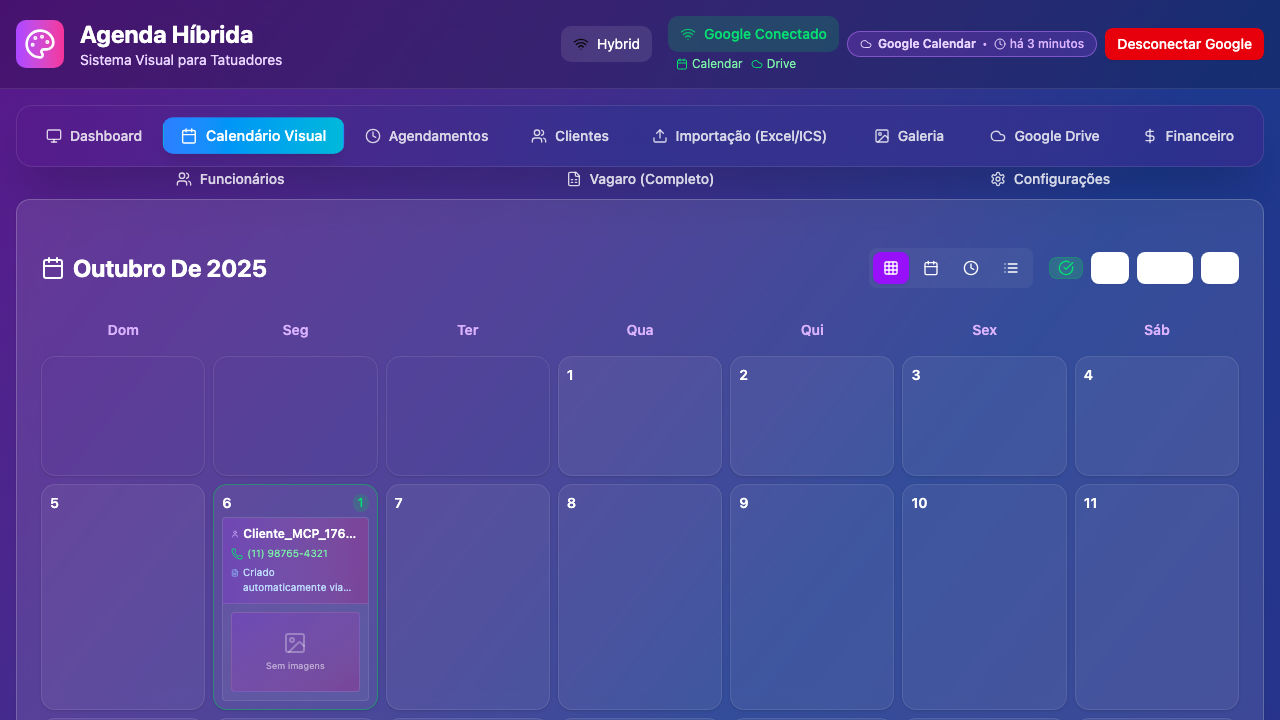 Agenda Híbrida
Sistema Visual para Tatuadores
Hybrid
Google Conectado
Calendar
Drive
Google Calendar • há 3 minutos
Desconectar Google
Dashboard
Calendário Visual
Agendamentos
Clientes
Importação (Excel/ICS)
Galeria
Google Drive
Financeiro
Funcionários
Vagaro (Completo)
Configurações
Outubro De 2025
Dom
Seg
Ter
Qua
Qui
Sex
Sáb
1
2
3
4
5
6
1
Cliente_MCP_176...
(11) 98765-4321
Criado
automaticamente via...
Sem imagens
7
8
9
10
11